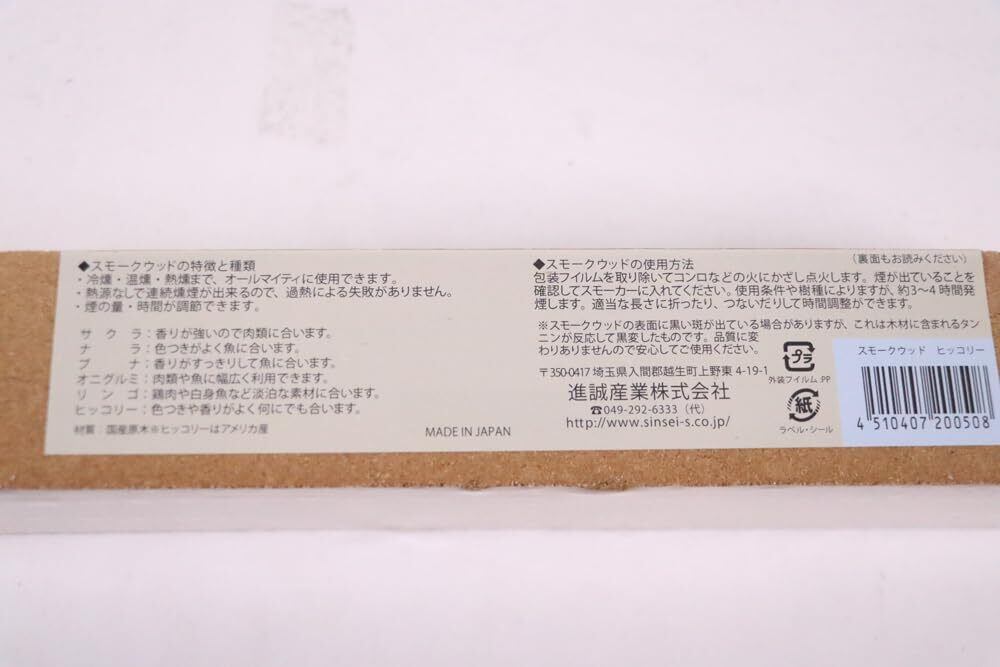 ◆スモークウッドの特徴と種類
・冷燻・温燻・熱燻まで、オールマイティに使用できます。
・熱源なしで連続燻煙が出来るので、過熱による失敗がありません。
・煙の量・時間が調節できます。
サクラ：香りが強いので肉類に合います。
ナラ：色つきがよく魚に合います。
ブナ：香りがすっきりして魚に合います。
オニグルミ：肉類や魚に幅広く利用できます。
リンゴ：鶏肉や白身魚など淡泊な素材に合います。
ヒッコリー：色つきや香りがよく何にでも合います。
材質：国産原木※ヒッコリーはアメリカ産
MADE IN JAPAN
◆スモークウッドの使用方法
（裏面もお読みください）
包装フイルムを取り除いてコンロなどの火にかざし点火します。煙が出ていることを
確認してスモーカーに入れてください。使用条件や樹種によりますが、約3～4時間発
煙します。適当な長さに折ったり、つないだりして時間調整ができます。
※スモークウッドの表面に黒い斑が出ている場合がありますが、これは木材に含まれるタン
ニンが反応して黒変したものです。品質に変
わりありませんので安心してご使用ください。
〒350-0417 埼玉県入間郡越生町上野東 4-19-1
進誠産業株式会社
☎049-292-6333（代）
http://www.sinsei-s.co.jp/
プラ
外装フイルム:PP
紙
ラベル・シール
スモークウッド ヒッコリー
4 510407 200508